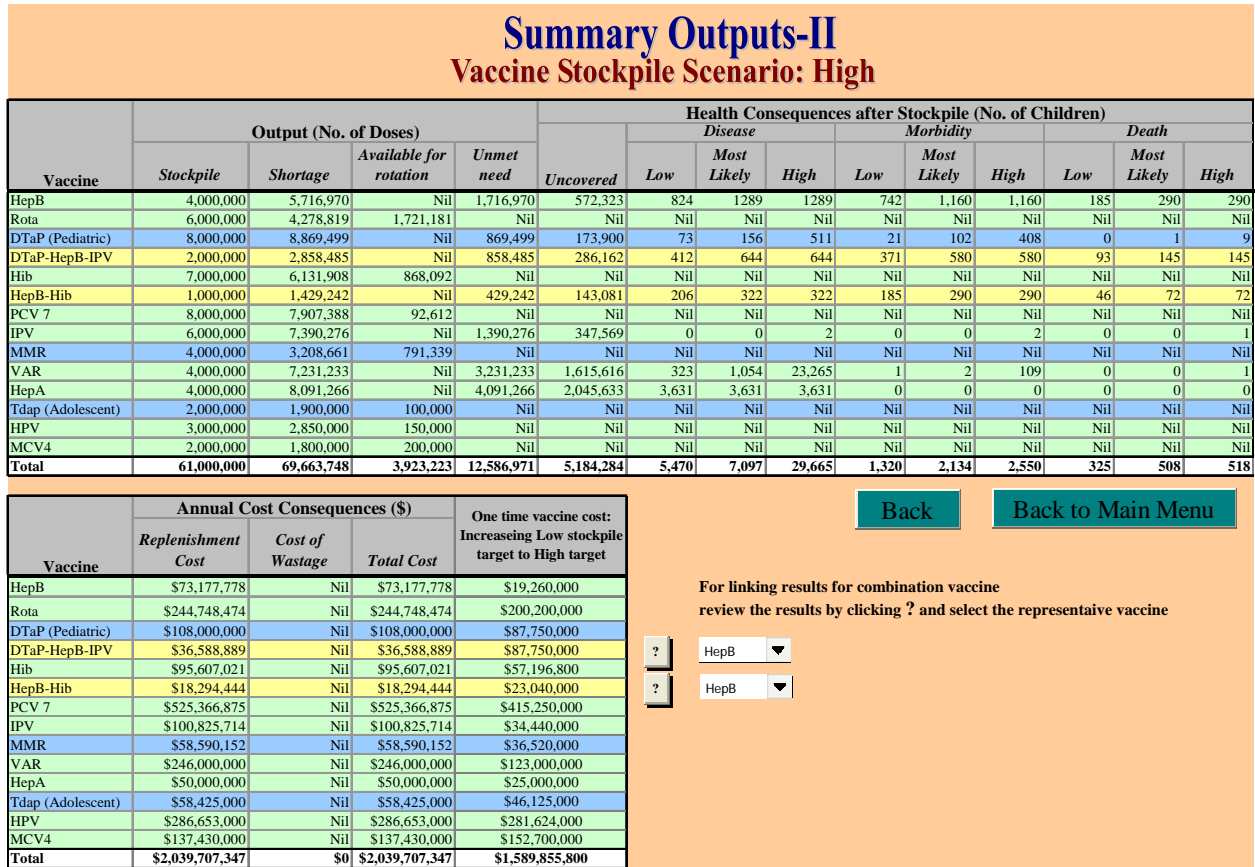 Summary Outputs-II
Vaccine Stockpile Scenario: High
Health Consequences after Stockpile (No. of Children)
Output (No. of Doses) Disease Morbidity Death
Vaccine Stockpile Shortage Available for rotation Unmet need Uncovered Low Most Likely High Low Most Likely High Low Most Likely High
HepB 4,000,000 5,716,970 Nil 1,716,970 572,323 824 1289 1289 742 1,160 1,160 185 290 290
Rota 6,000,000 4,278,819 1,721,181 Nil Nil Nil Nil Nil Nil Nil Nil Nil Nil Nil
DTaP (Pediatric) 8,000,000 8,869,499 Nil 869,499 173,900 73 156 511 21 102 408 0 1 9
DTaP-HepB-IPV 2,000,000 2,858,485 Nil 858,485 286,162 412 644 644 371 580 580 93 145 145
Hib 7,000,000 6,131,908 868,092 Nil Nil Nil Nil Nil Nil Nil Nil Nil Nil Nil
HepB-Hib 1,000,000 1,429,242 Nil 429,242 143,081 206 322 322 185 290 290 46 72 72
PCV 7 8,000,000 7,907,388 92,612 Nil Nil Nil Nil Nil Nil Nil Nil Nil Nil Nil
IPV 6,000,000 7,390,276 Nil 1,390,276 347,569 0 0 2 0 0 2 0 0 1
MMR 4,000,000 3,208,661 791,339 Nil Nil Nil Nil Nil Nil Nil Nil Nil Nil Nil
VAR 4,000,000 7,231,233 Nil 3,231,233 1,615,616 323 1,054 23,265 1 2 109 0 0 1
HepA 4,000,000 8,091,266 Nil 4,091,266 2,045,633 3,631 3,631 3,631 0 0 0 0 0 0
Tdap (Adolescent) 2,000,000 1,900,000 100,000 Nil Nil Nil Nil Nil Nil Nil Nil Nil Nil Nil
HPV 3,000,000 2,850,000 150,000 Nil Nil Nil Nil Nil Nil Nil Nil Nil Nil Nil
MCV4 2,000,000 1,800,000 200,000 Nil Nil Nil Nil Nil Nil Nil Nil Nil Nil Nil
Total 61,000,000 69,663,748 3,923,223 12,586,971 5,184,284 5,470 7,097 29,665 1,320 2,134 2,550 325 508 518
Back Back to Main Menu
Annual Cost Consequences ($)
Vaccine Replenishment Cost Cost of Wastage Total Cost One time vaccine cost: Increaseing Low stockpile target to High target
HepB $73,177,778 Nil $73,177,778 $19,260,000
Rota $244,748,474 Nil $244,748,474 $200,200,000
DTaP (Pediatric) $108,000,000 Nil $108,000,000 $87,750,000
DTaP-HepB-IPV $36,588,889 Nil $36,588,889 $87,750,000
Hib $95,607,021 Nil $95,607,021 $57,196,800
HepB-Hib $18,294,444 Nil $18,294,444 $23,040,000
PCV 7 $525,366,875 Nil $525,366,875 $415,250,000
IPV $100,825,714 Nil $100,825,714 $34,440,000
MMR $58,590,152 Nil $58,590,152 $36,520,000
VAR $246,000,000 Nil $246,000,000 $123,000,000
HepA $50,000,000 Nil $50,000,000 $25,000,000
Tdap (Adolescent) $58,425,000 Nil $58,425,000 $46,125,000
HPV $286,653,000 Nil $286,653,000 $281,624,000
MCV4 $137,430,000 Nil $137,430,000 $152,700,000
Total $2,039,707,347 $0 $2,039,707,347 $1,589,855,800
For linking results for combination vaccine
review the results by clicking ? and select the representaive vaccine
? HepB
? HepB